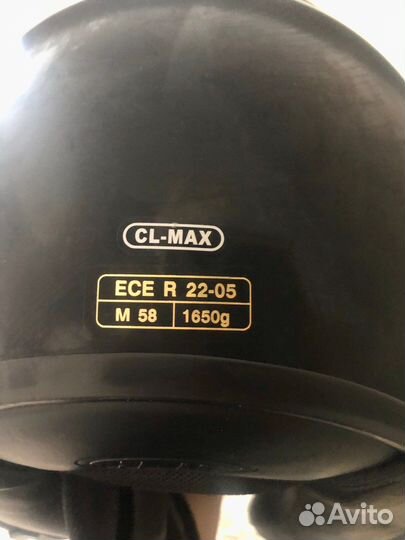 CL-MAX
ECE R 22-05
M 58 1650g
Avito